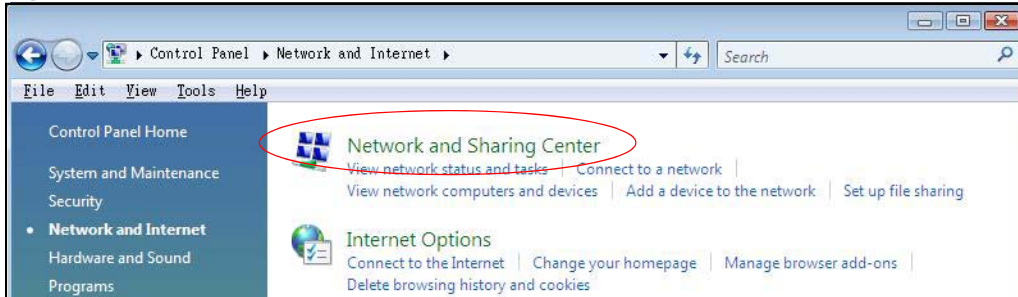 Control Panel Network and Internet Search
File Edit View Tools Help
Control Panel Home
System and Maintenance
Security
Network and Internet
Hardware and Sound
Programs
Network and Sharing Center
View network status and tasks Connect to a network
View network computers and devices Add a device to the network Set up file sharing
Internet Options
Connect to the Internet Change your homepage Manage browser add-ons
Delete browsing history and cookies